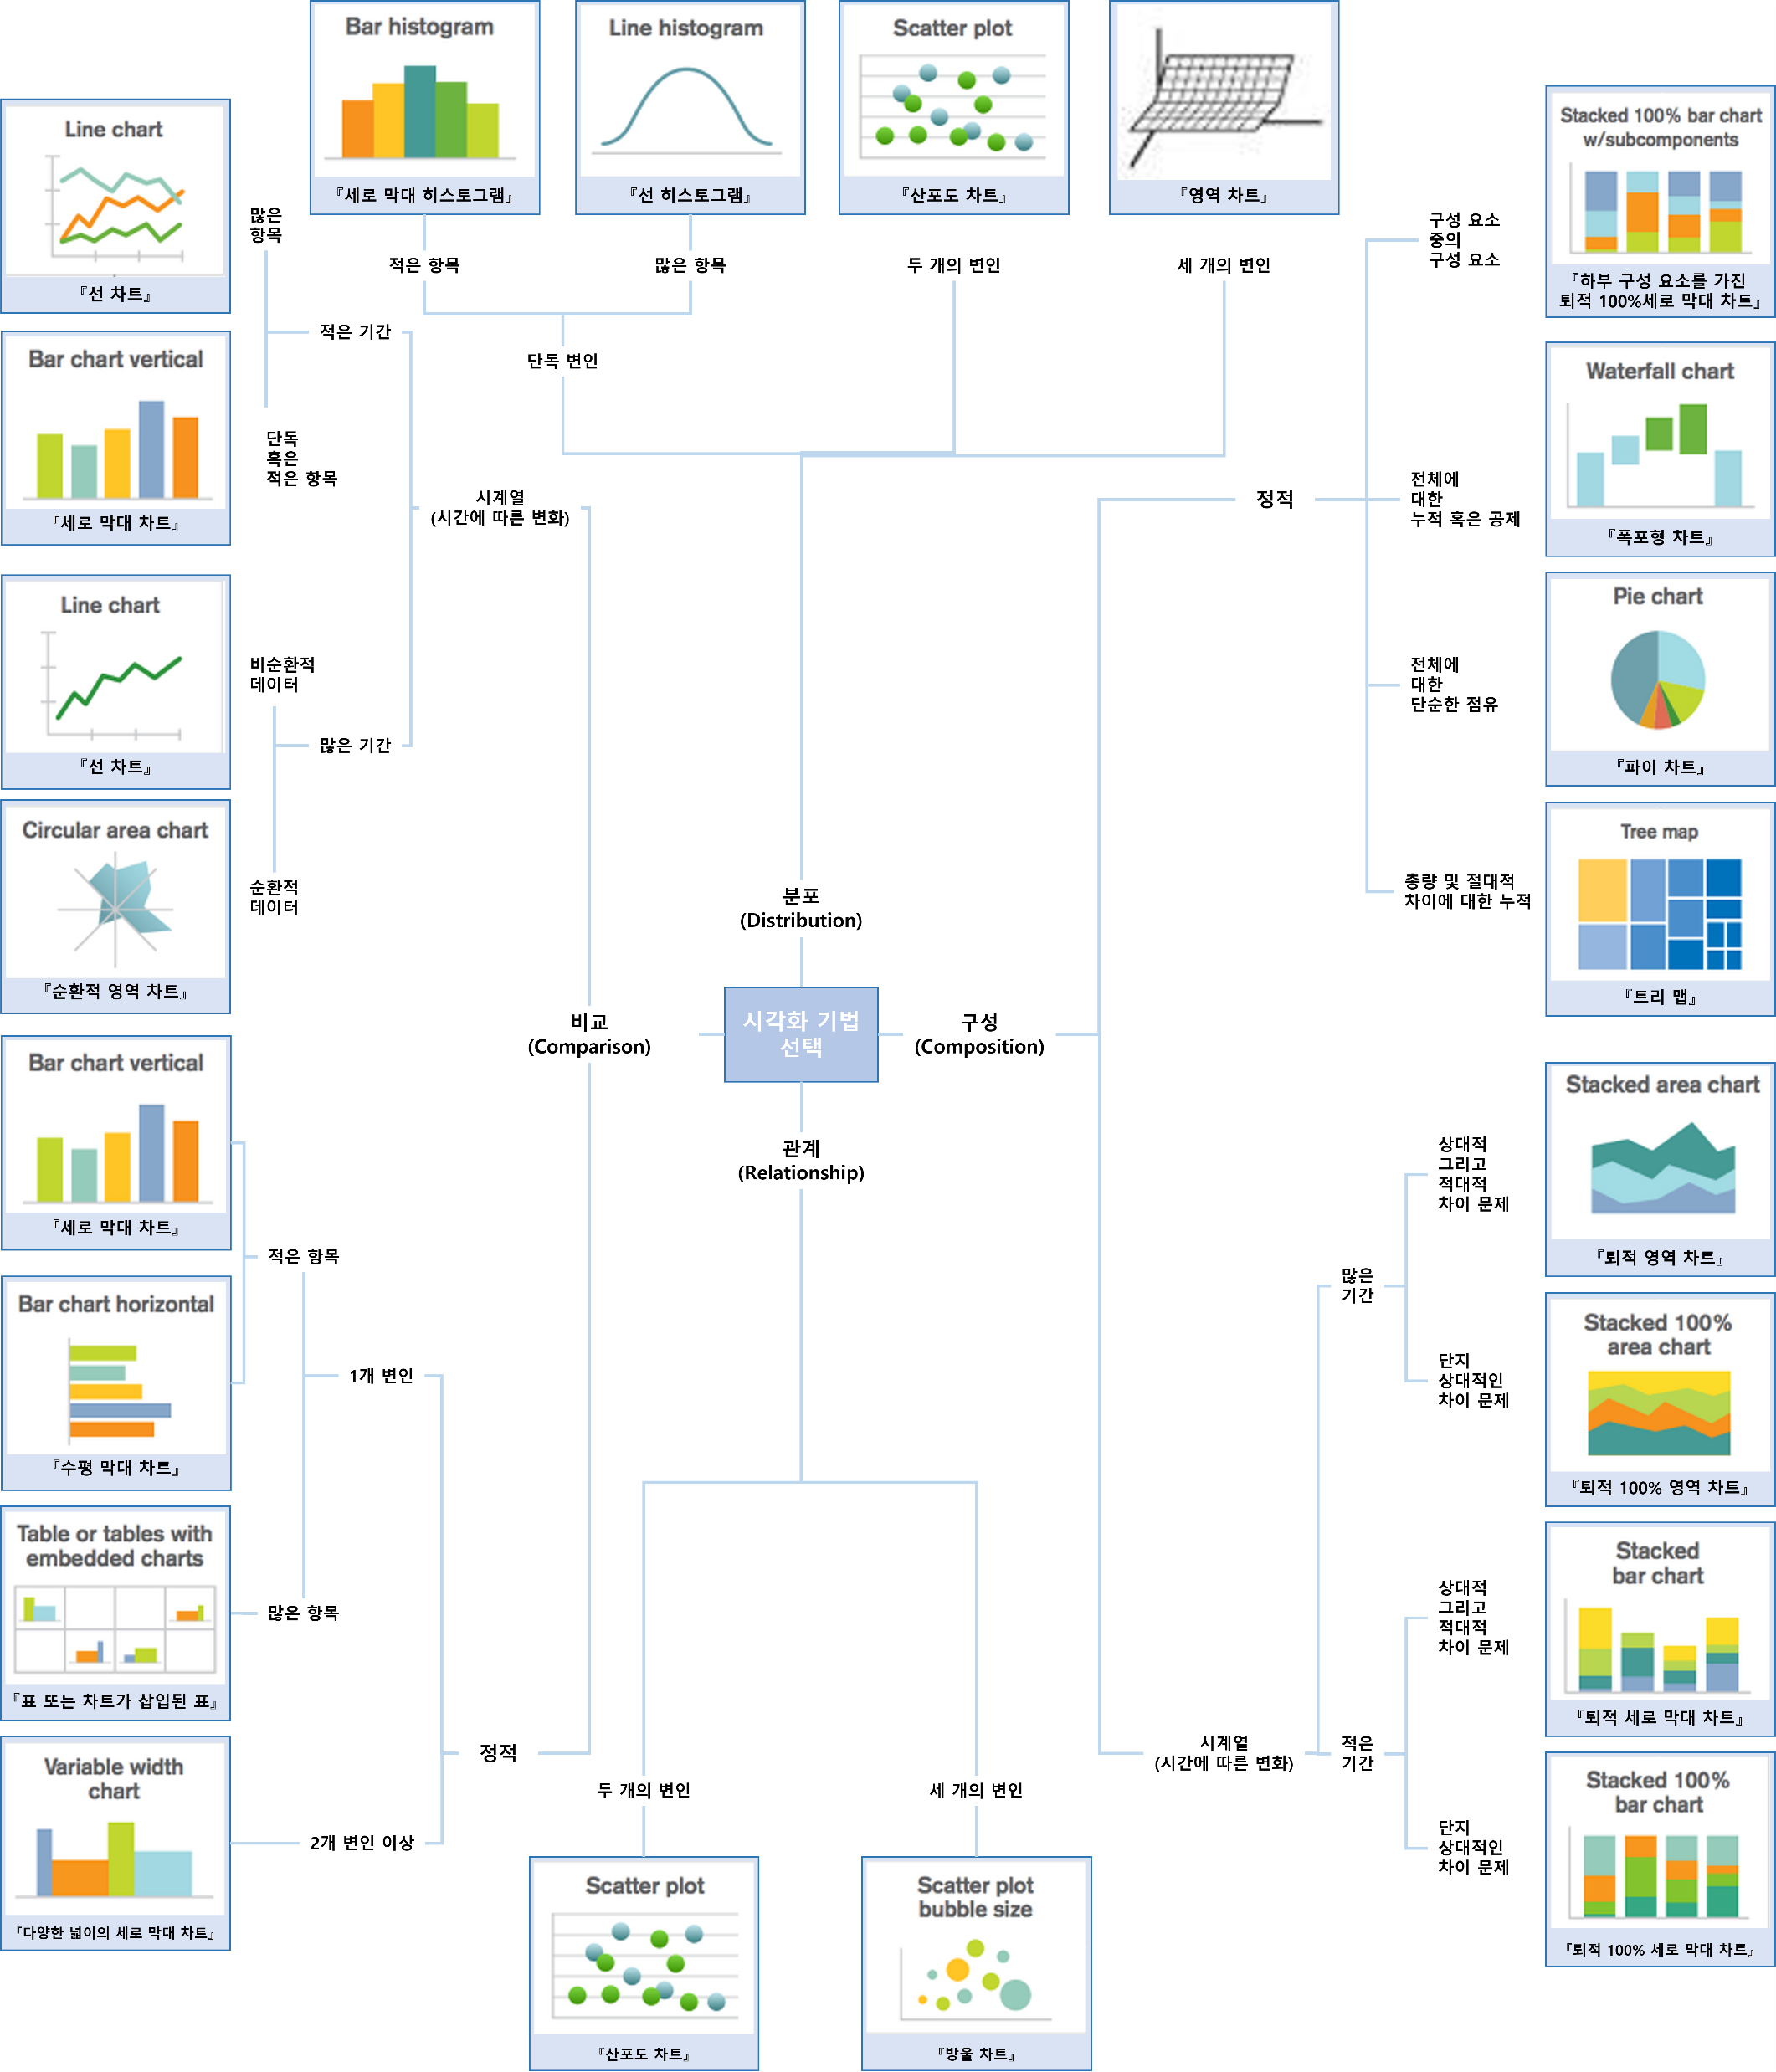 Bar histogram
『세로 막대 히스토그램』
Line histogram
『선 히스토그램』
Scatter plot
『산포도 차트』
『영역 차트』
적은 항목
많은 항목
두 개의 변인
세 개의 변인
단독 변인
분포
(Distribution)
Line chart
『선 차트』
많은
항목
적은 기간
Bar chart vertical
『세로 막대 차트』
단독
혹은
적은 항목
시계열
(시간에 따른 변화)
Line chart
『선 차트』
비순환적
데이터
많은 기간
Circular area chart
『순환적 영역 차트』
순환적
데이터
비교
(Comparison)
시각화 기법
선택
구성
(Composition)
관계
(Relationship)
Bar chart vertical
『세로 막대 차트』
적은 항목
Bar chart horizontal
『수평 막대 차트』
1개 변인
Table or tables with
embedded charts
『표 또는 차트가 삽입된 표』
많은 항목
정적
Variable width
chart
『다양한 넓이의 세로 막대 차트』
2개 변인 이상
두 개의 변인
세 개의 변인
Scatter plot
『산포도 차트』
Scatter plot
bubble size
『방울 차트』
정적
구성 요소
중의
구성 요소
Stacked 100% bar chart
w/subcomponents
『하부 구성 요소를 가진
퇴적 100%세로 막대 차트』
전체에
대한
누적 혹은 공제
Waterfall chart
『폭포형 차트』
전체에
대한
단순한 점유
Pie chart
『파이 차트』
총량 및 절대적
차이에 대한 누적
Tree map
『트리 맵』
상대적
그리고
적대적
차이 문제
Stacked area chart
『퇴적 영역 차트』
많은
기간
단지
상대적인
차이 문제
Stacked 100%
area chart
『퇴적 100% 영역 차트』
상대적
그리고
적대적
차이 문제
Stacked
bar chart
『퇴적 세로 막대 차트』
시계열
(시간에 따른 변화)
적은
기간
단지
상대적인
차이 문제
Stacked 100%
bar chart
『퇴적 100% 세로 막대 차트』